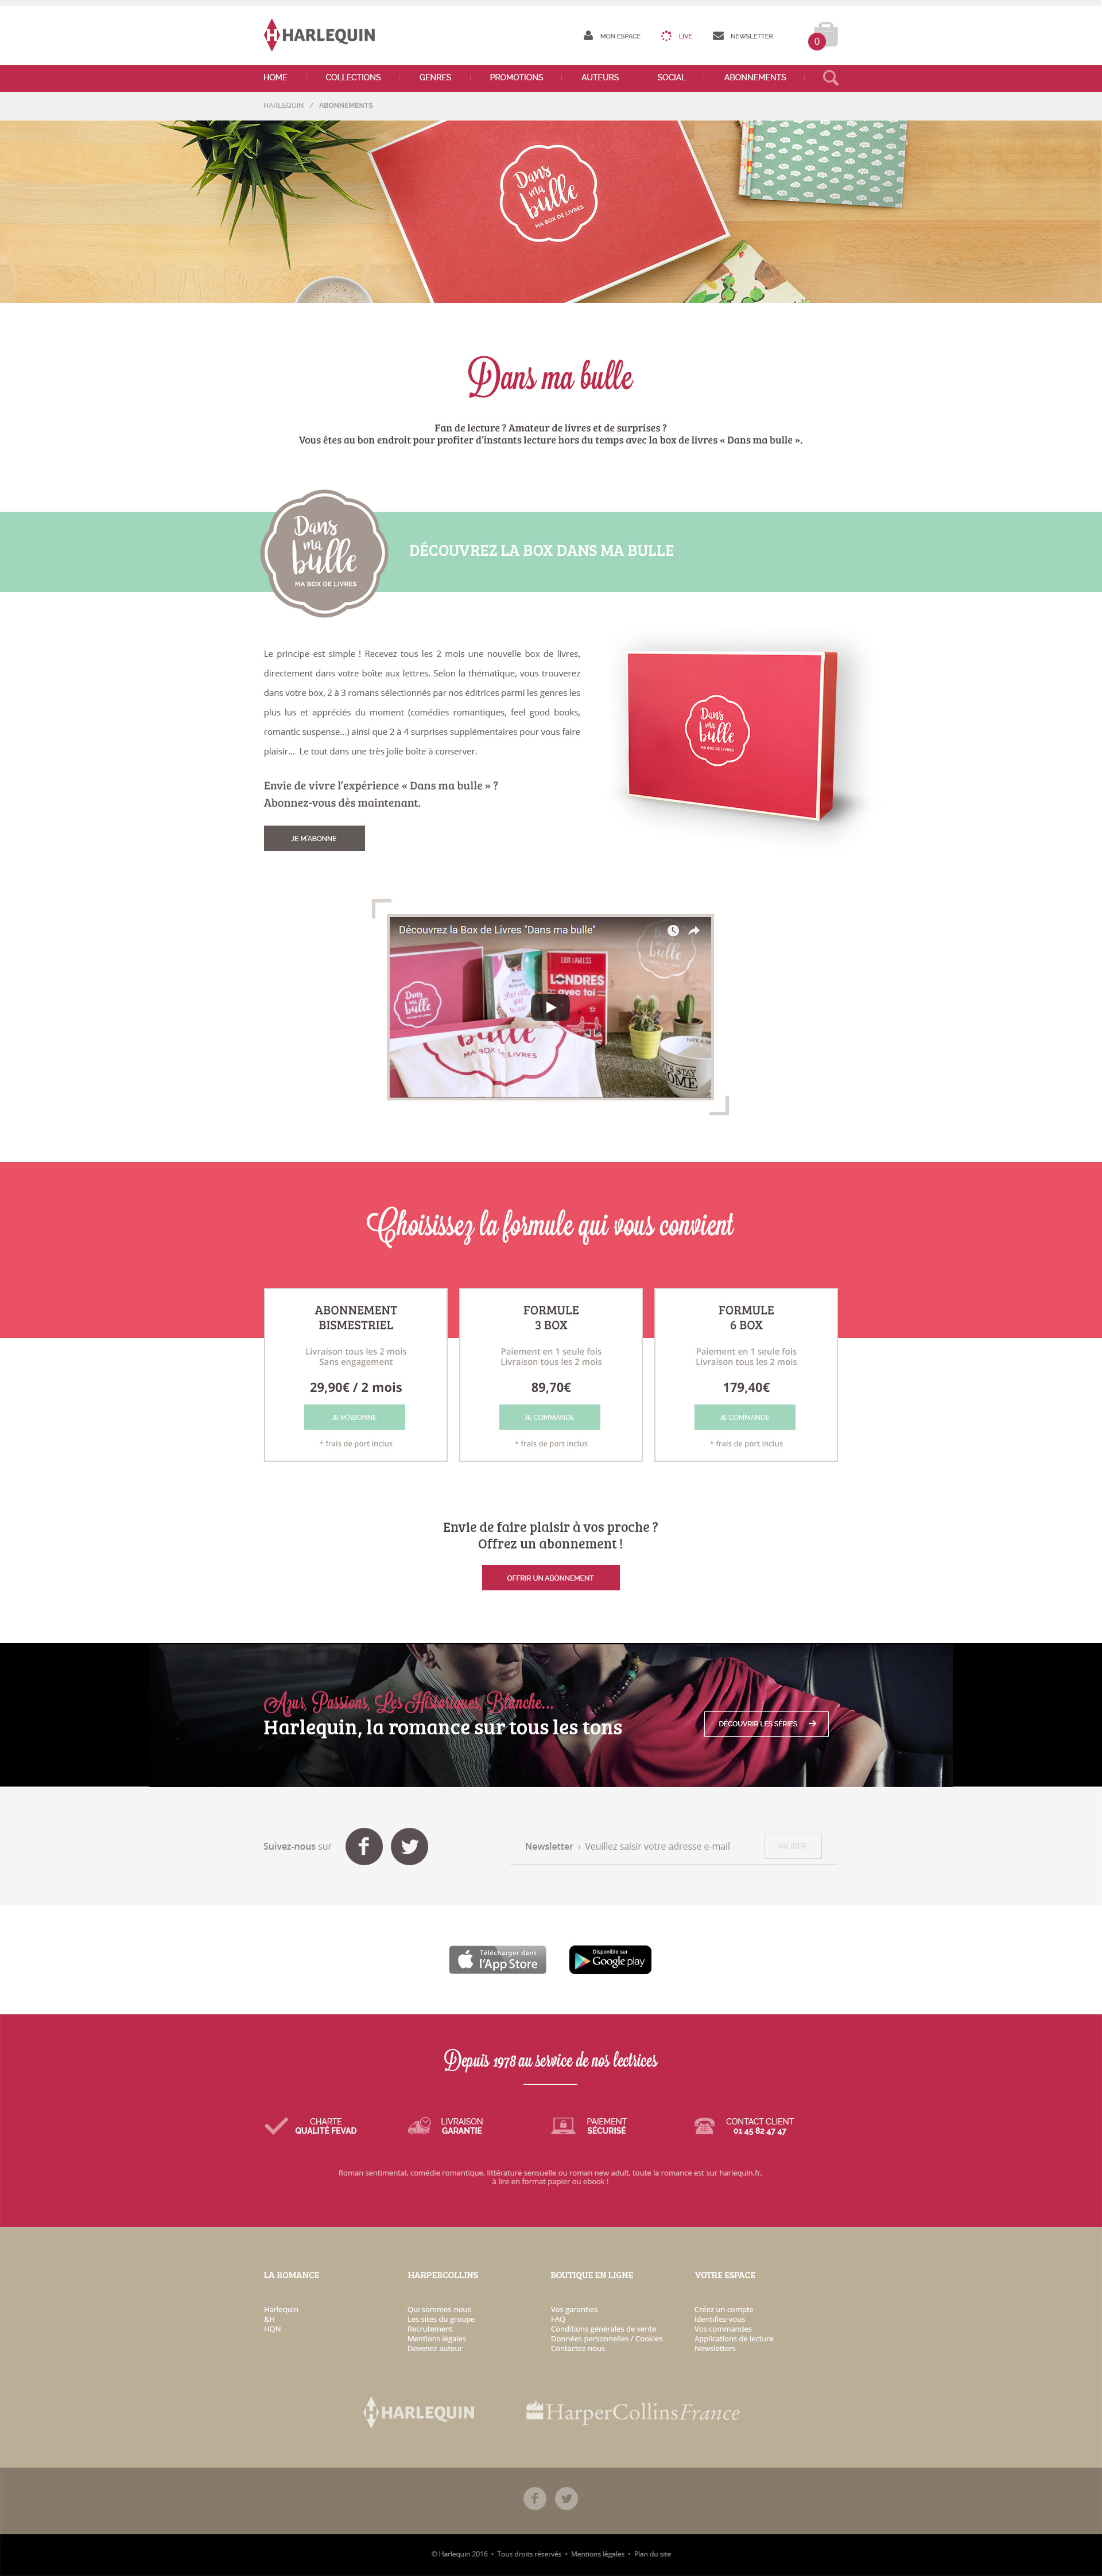 HARLEQUIN
MON ESPACE
LIVE
NEWSLETTER
0
HOME
COLLECTIONS
GENRES
PROMOTIONS
AUTEURS
SOCIAL
ABONNEMENTS
HARLEQUIN / ABONNEMENTS
Dans
ma
bulle
MA BOX DE LIVRES
Dans ma bulle
Fan de lecture ? Amateur de livres et de surprises ?
Vous êtes au bon endroit pour profiter d'instants lecture hors du temps avec la box de livres « Dans ma bulle ».
Dans
ma
bulle
MA BOX DE LIVRES
DÉCOUVREZ LA BOX DANS MA BULLE
Le principe est simple ! Recevez tous les 2 mois une nouvelle box de livres,
directement dans votre boîte aux lettres. Selon la thématique, vous trouverez
dans votre box, 2 à 3 romans sélectionnés par nos éditrices parmi les genres les
plus lus et appréciés du moment (comédies romantiques, feel good books,
romantic suspense...) ainsi que 2 à 4 surprises supplémentaires pour vous faire
plaisir... Le tout dans une très jolie boîte à conserver.
Dans
ma
bulle
MA BOX DE LIVRES
Envie de vivre l'expérience « Dans ma bulle » ?
Abonnez-vous dès maintenant.
JE M'ABONNE
Découvrez la Box de Livres "Dans ma bulle"
Dans
ma
bulle
MA BOX DE LIVRES
ERIN LAWLESS
LONDRES
avec toi
bulle
MA BOX DE LIVRES
STAY
HOME
Choisissez la formule qui vous convient
ABONNEMENT
BISMESTRIEL
Livraison tous les 2 mois
Sans engagement
29,90€ / 2 mois
JE M'ABONNE
* frais de port inclus
FORMULE
3 BOX
Paiement en 1 seule fois
Livraison tous les 2 mois
89,70€
JE COMMANDE
* frais de port inclus
FORMULE
6 BOX
Paiement en 1 seule fois
Livraison tous les 2 mois
179,40€
JE COMMANDE
* frais de port inclus
Envie de faire plaisir à vos proche ?
Offrez un abonnement !
OFFRIR UN ABONNEMENT
Azur, Passions, Les Historiques, Blanche...
Harlequin, la romance sur tous les tons
DÉCOUVRIR LES SÉRIES
Suivez-nous sur
Newsletter › Veuillez saisir votre adresse e-mail
VALIDER
Télécharger dans
l'App Store
Disponible sur
Google play
Depuis 1978 au service de nos lectrices
CHARTE
QUALITÉ FEVAD
LIVRAISON
GARANTIE
PAIEMENT
SÉCURISÉ
CONTACT CLIENT
01 45 82 47 47
Roman sentimental, comédie romantique, littérature sensuelle ou roman new adult, toute la romance est sur harlequin.fr,
à lire en format papier ou ebook !
LA ROMANCE
Harlequin
&H
HQN
HARPERCOLLINS
Qui sommes-nous
Les sites du groupe
Recrutement
Mentions légales
Devenez auteur
BOUTIQUE EN LIGNE
Vos garanties
FAQ
Conditions générales de vente
Données personnelles / Cookies
Contactez-nous
VOTRE ESPACE
Créez un compte
Identifiez-vous
Vos commandes
Applications de lecture
Newsletters
HARLEQUIN
HarperCollinsFrance
© Harlequin 2016 • Tous droits réservés • Mentions légales • Plan du site